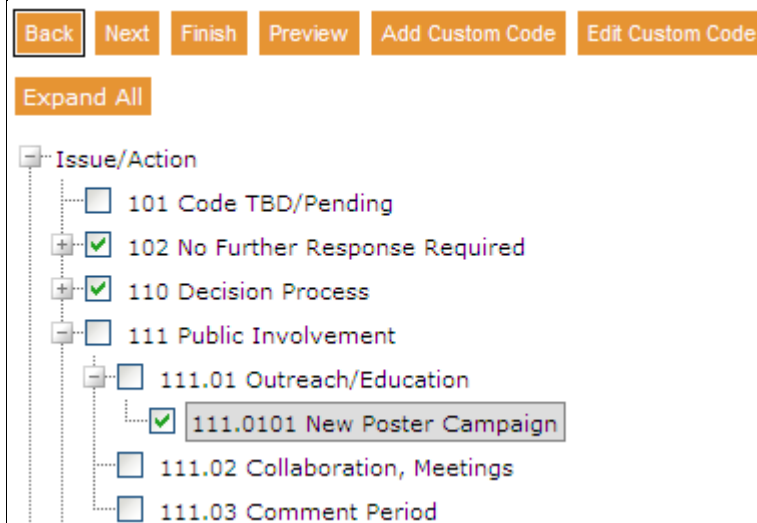 Back Next Finish Preview Add Custom Code Edit Custom Code
Expand All
Issue/Action
101 Code TBD/Pending
102 No Further Response Required
110 Decision Process
111 Public Involvement
111.01 Outreach/Education
111.0101 New Poster Campaign
111.02 Collaboration, Meetings
111.03 Comment Period